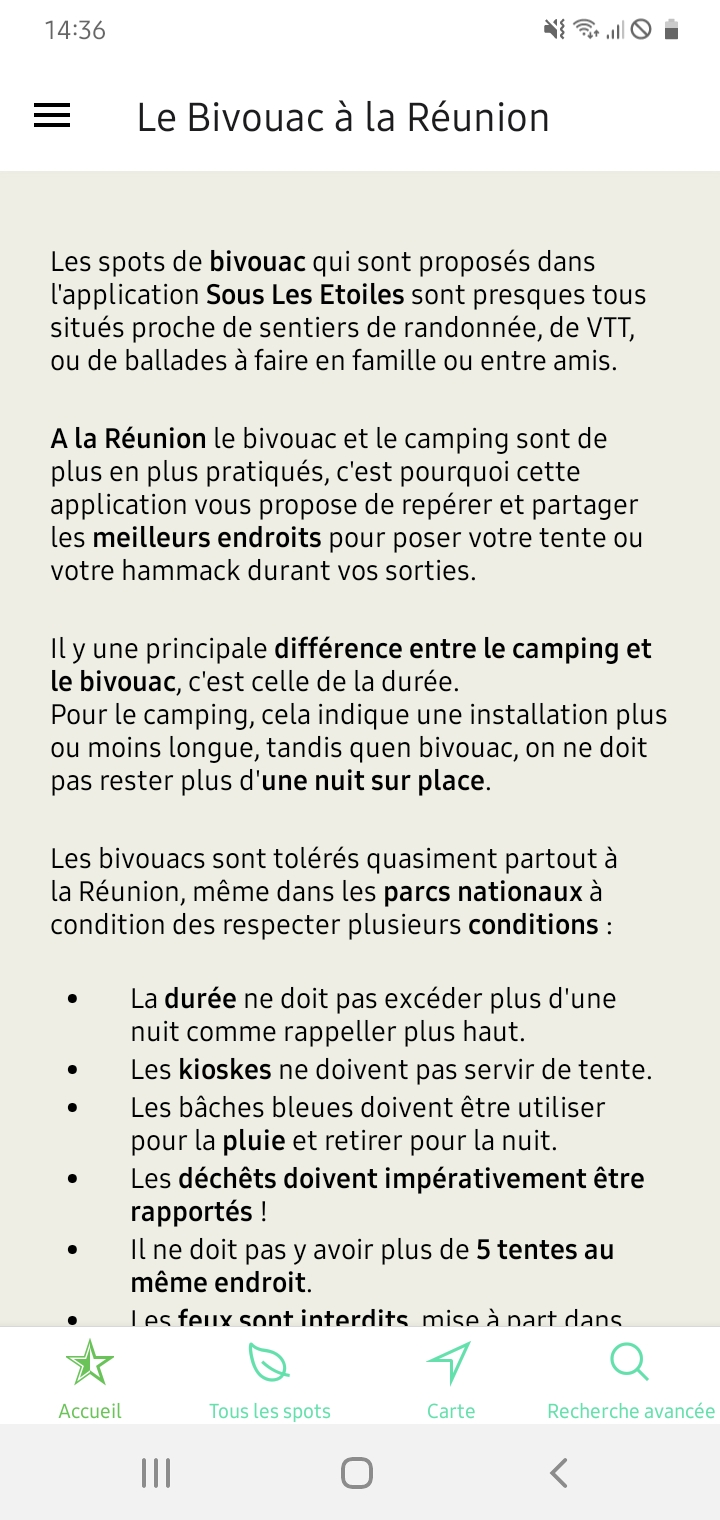 14:36
Le Bivouac à la Réunion
Les spots de bivouac qui sont proposés dans
l'application Sous Les Etoiles sont presques tous
situés proche de sentiers de randonnée, de VTT,
ou de ballades à faire en famille ou entre amis.
A la Réunion le bivouac et le camping sont de
plus en plus pratiqués, c'est pourquoi cette
application vous propose de repérer et partager
les meilleurs endroits pour poser votre tente ou
votre hammack durant vos sorties.
Il y une principale différence entre le camping et
le bivouac, c'est celle de la durée.
Pour le camping, cela indique une installation plus
ou moins longue, tandis quen bivouac, on ne doit
pas rester plus d'une nuit sur place.
Les bivouacs sont tolérés quasiment partout à
la Réunion, même dans les parcs nationaux à
condition des respecter plusieurs conditions :
• La durée ne doit pas excéder plus d'une
nuit comme rappeller plus haut.
• Les kioskes ne doivent pas servir de tente.
• Les bâches bleues doivent être utiliser
pour la pluie et retirer pour la nuit.
• Les déchêts doivent impérativement être
rapportés !
• Il ne doit pas y avoir plus de 5 tentes au
même endroit.
• Les feux sont interdits, mise à part dans
Accueil
Tous les spots
Carte
Recherche avancée